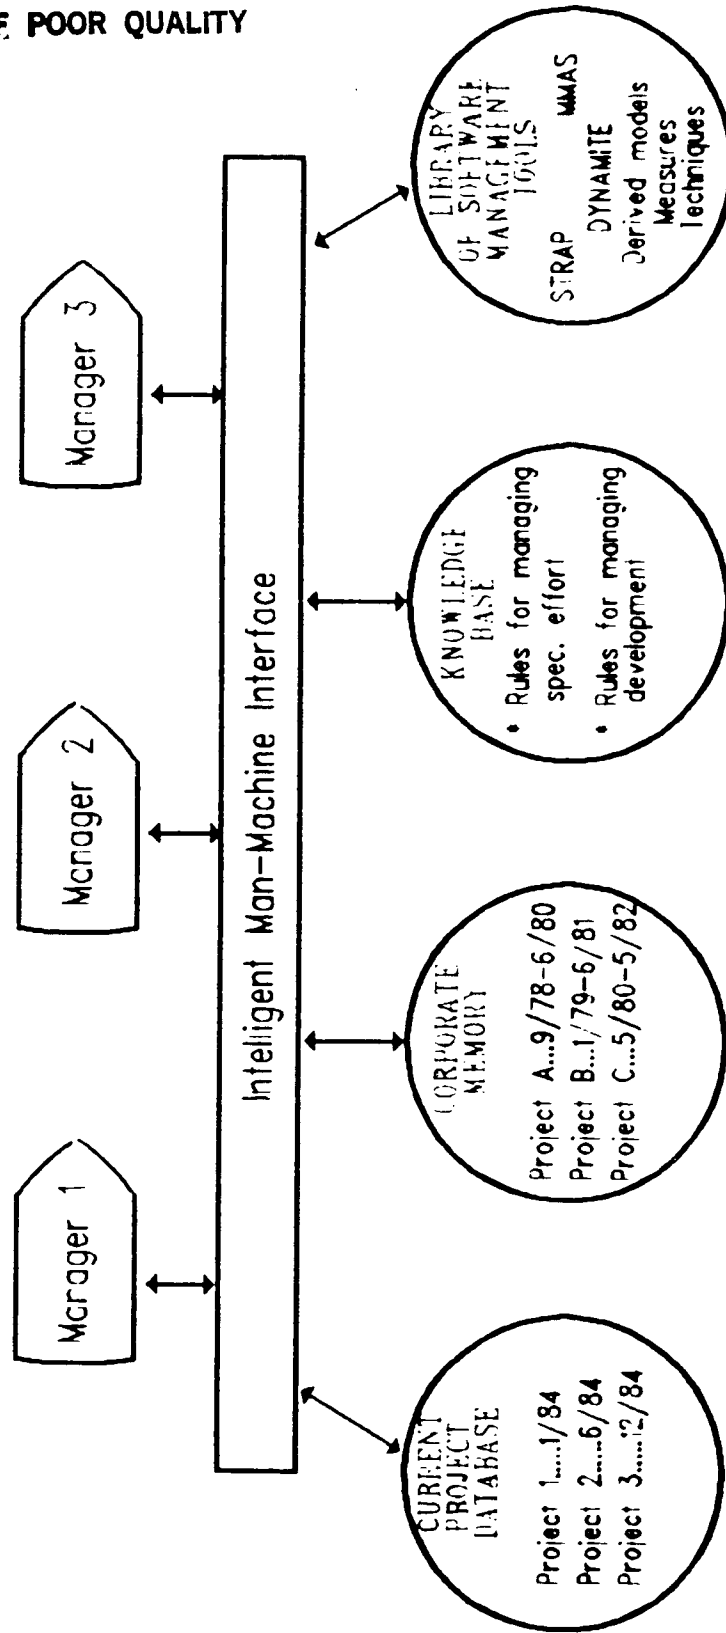 POOR QUALITY
Manager 1
Manager 2
Manager 3
Intelligent Man-Machine Interface
CURRENT
PROJECT
DATABASE
Project 1.....1/84
Project 2.....6/84
Project 3.....12/84
CORPORATE
MEMORY
Project A...9/78-6/80
Project B...1/79-6/81
Project C...5/80-5/82
KNOWLEDGE
BASE
• Rules for managing
spec. effort
• Rules for managing
development
LIBRARY
OF SOFTWARE
MANAGEMENT
TOOLS
STRAP MMAS
DYNAMITE
Derived models
Measures
Techniques